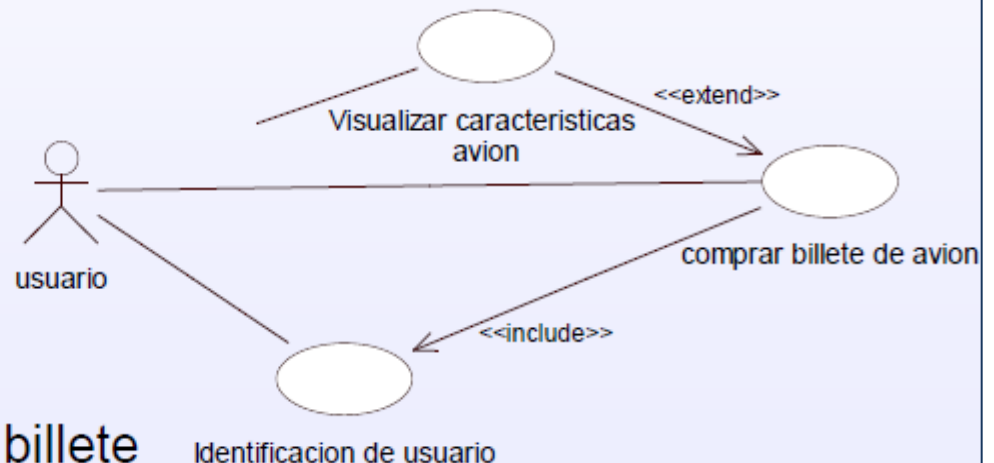 <<extend>>
Visualizar caracteristicas
avion
comprar billete de avion
usuario
<<include>>
billete
Identificacion de usuario